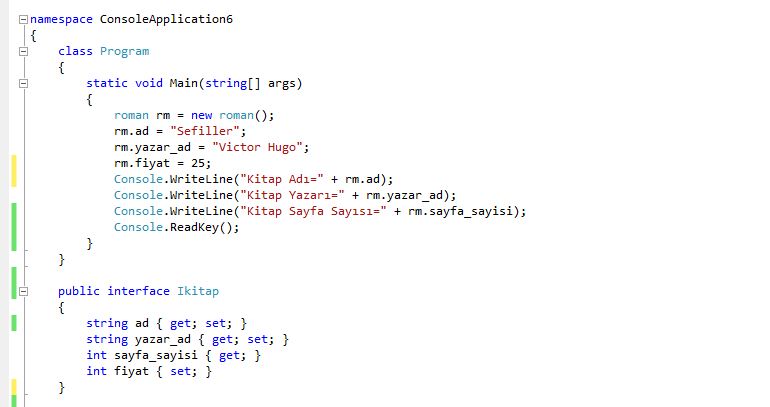 namespace ConsoleApplication6
{
class Program
{
static void Main(string[] args)
{
roman rm = new roman();
rm.ad = "Sefiller";
rm.yazar_ad = "Victor Hugo";
rm.fiyat = 25;
Console.WriteLine("Kitap Adı=" + rm.ad);
Console.WriteLine("Kitap Yazarı=" + rm.yazar_ad);
Console.WriteLine("Kitap Sayfa Sayısı=" + rm.sayfa_sayisi);
Console.ReadKey();
}
}
public interface Ikitap
{
string ad { get; set; }
string yazar_ad { get; set; }
int sayfa_sayisi { get; }
int fiyat { set; }
}